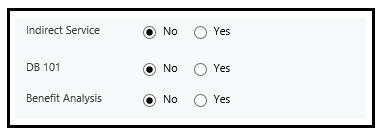 Indirect Service No Yes
DB 101 No Yes
Benefit Analysis No Yes